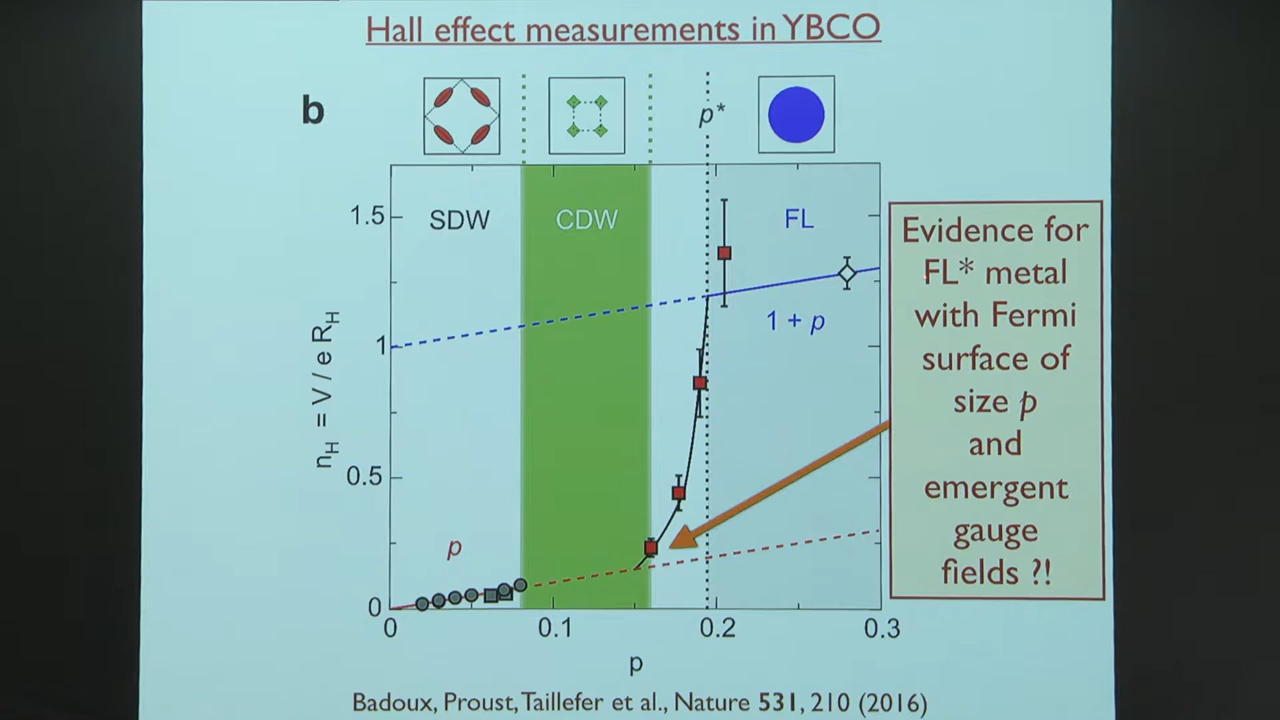 Hall effect measurements in YBCO
b
p*
1.5
SDW
CDW
FL
1 + p
1
n_H = V / e R_H
0.5
p
0
0
0.1
0.2
0.3
p
Evidence for
FL* metal
with Fermi
surface of
size p
and
emergent
gauge
fields ?!
Badoux, Proust, Taillefer et al., Nature 531, 210 (2016)